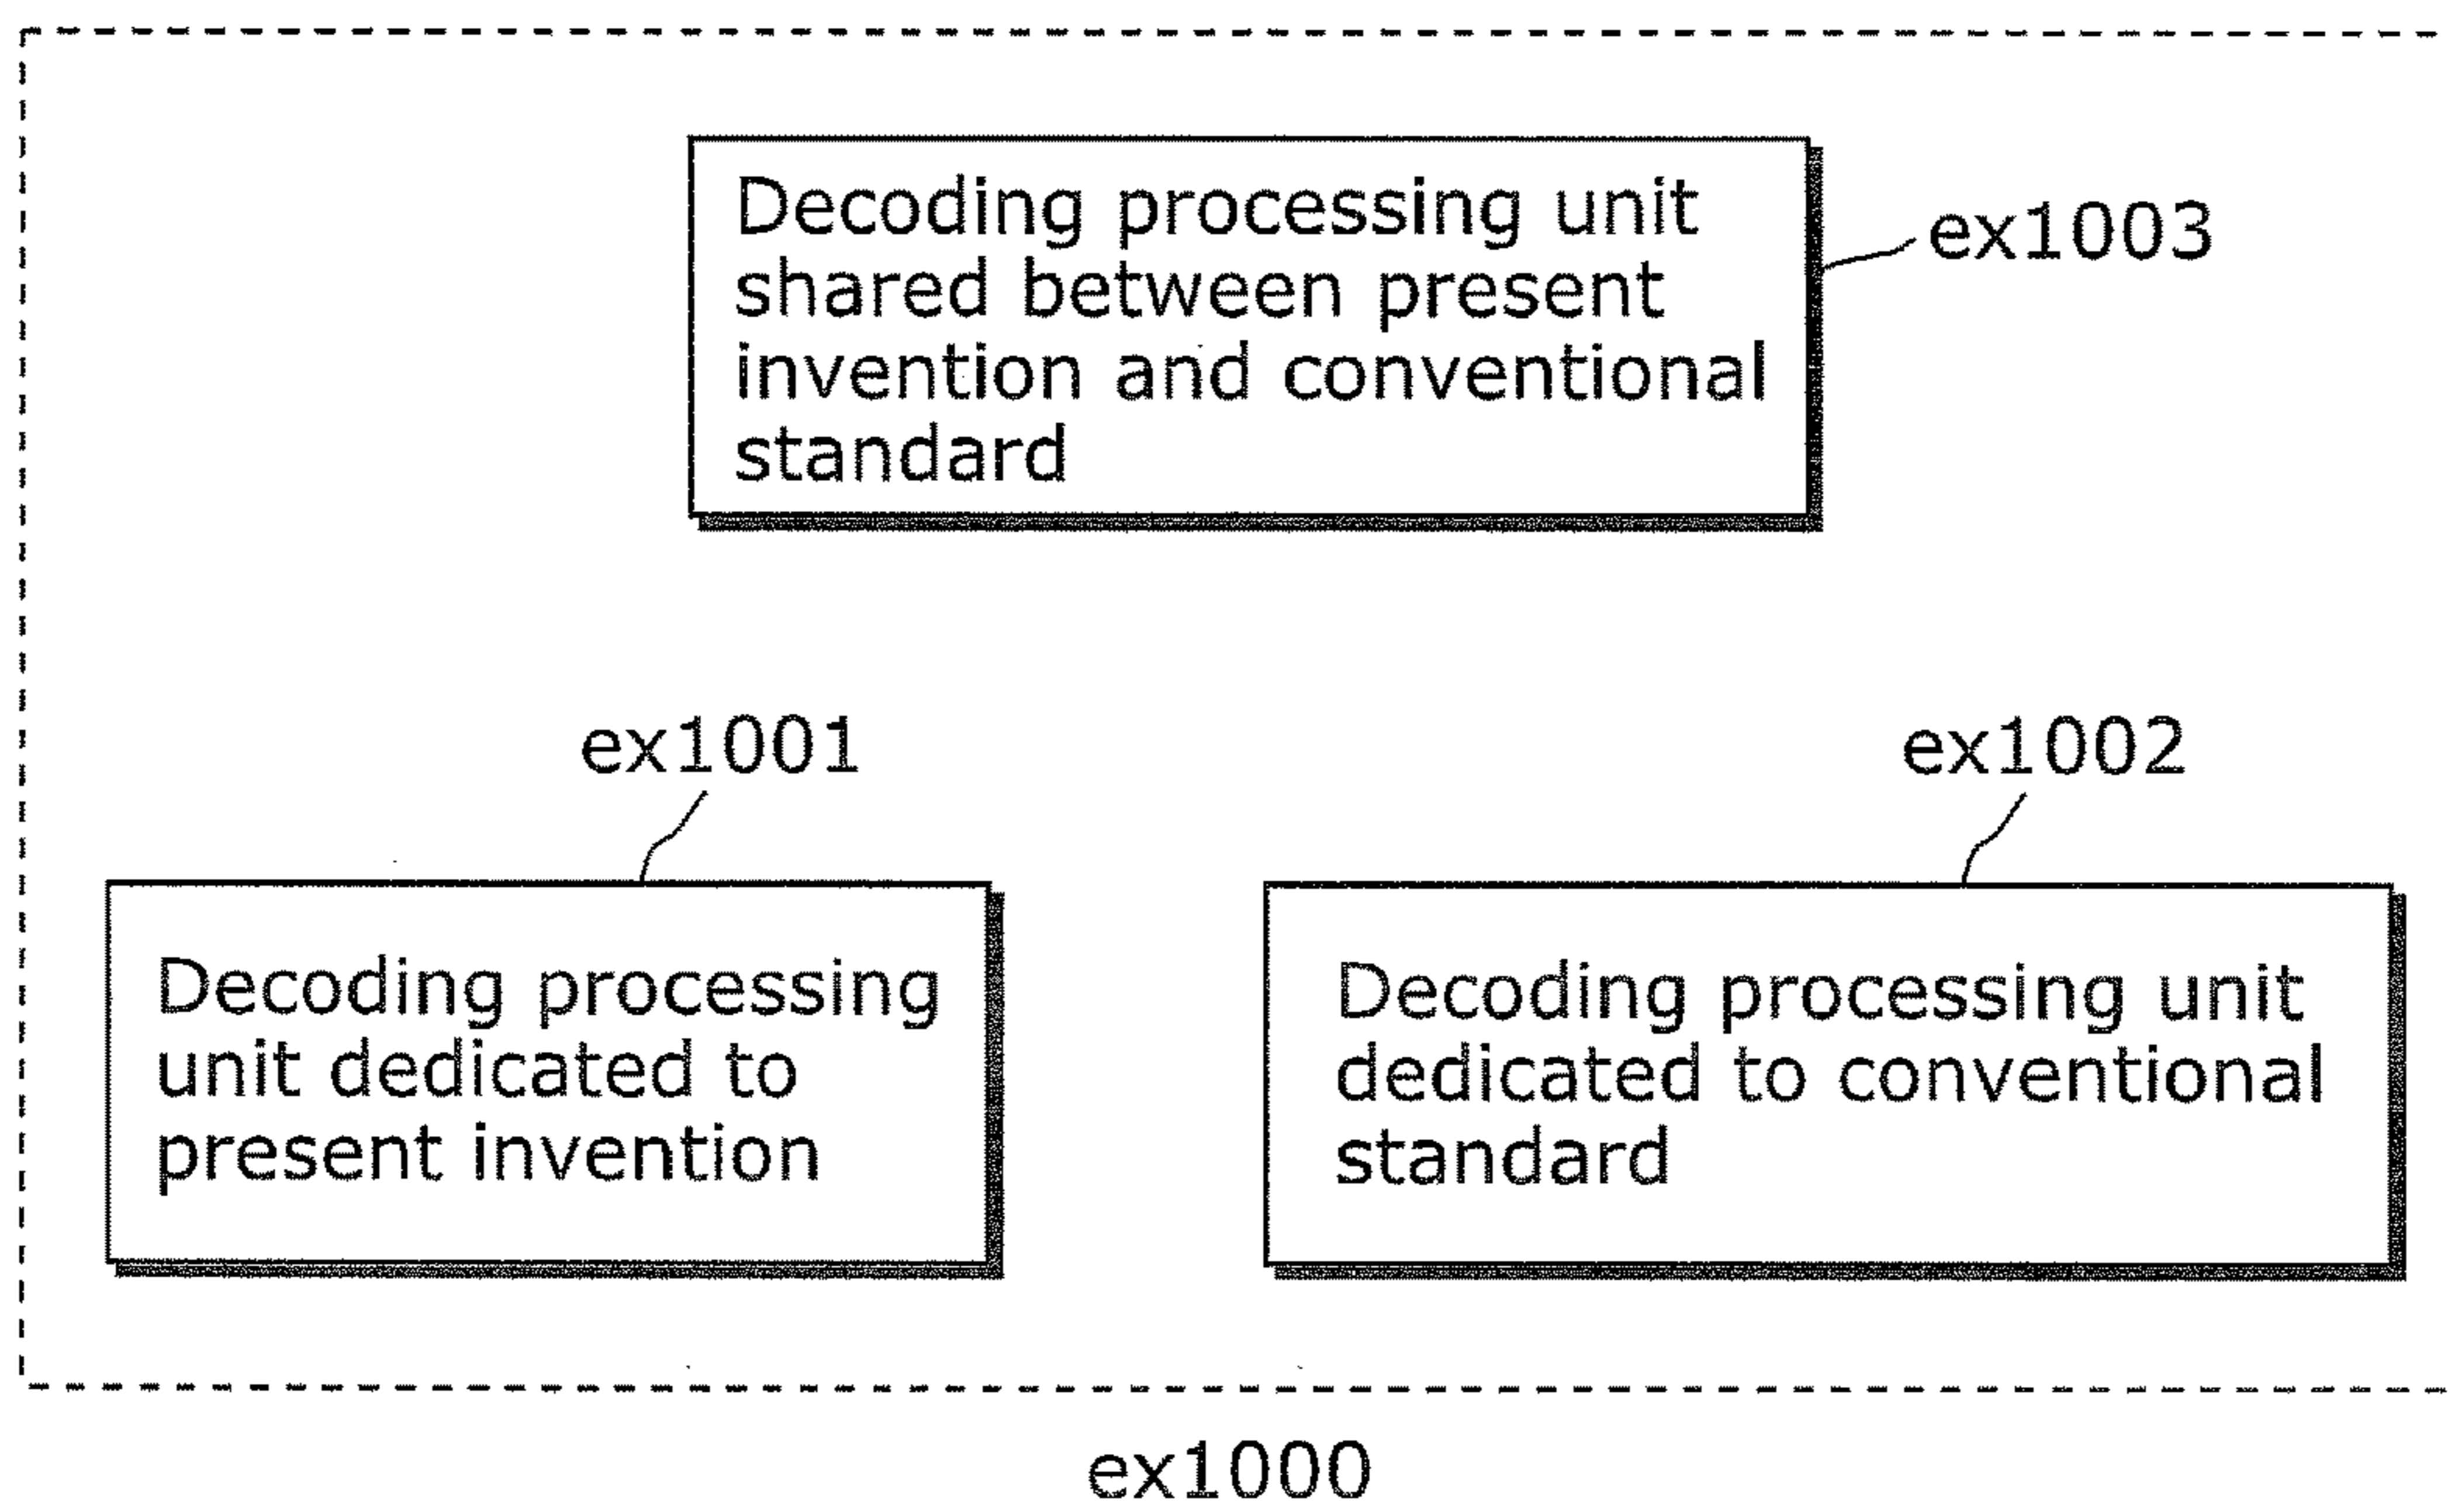 Decoding processing unit
shared between present
invention and conventional
standard
ex1003
ex1001
ex1002
Decoding processing
unit dedicated to
present invention
Decoding processing unit
dedicated to conventional
standard
ex1000